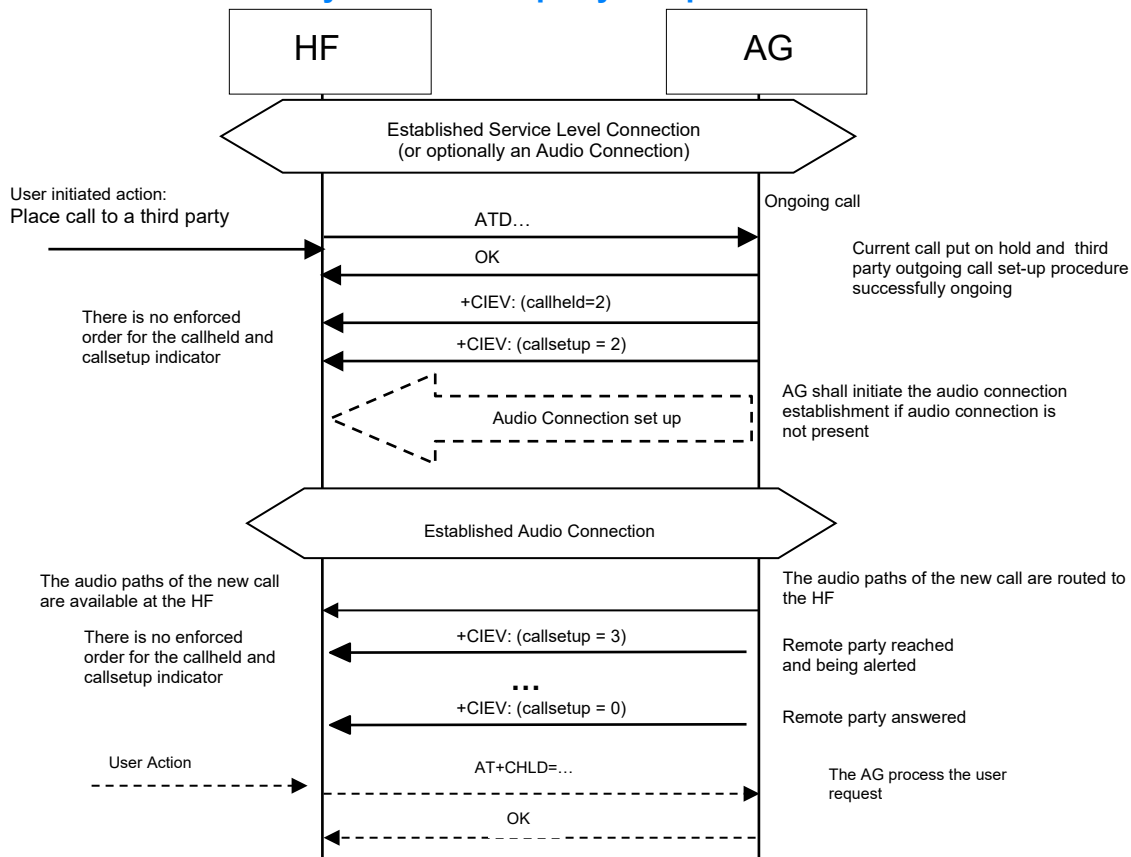 HF
AG
Established Service Level Connection
(or optionally an Audio Connection)
User initiated action:
Place call to a third party
Ongoing call
ATD…
OK
Current call put on hold and third
party outgoing call set-up procedure
successfully ongoing
+CIEV: (callheld=2)
There is no enforced
order for the callheld and
callsetup indicator
+CIEV: (callsetup = 2)
AG shall initiate the audio connection
establishment if audio connection is
not present
Audio Connection set up
Established Audio Connection
The audio paths of the new call
are available at the HF
The audio paths of the new call are routed to
the HF
There is no enforced
order for the callheld and
callsetup indicator
+CIEV: (callsetup = 3)
Remote party reached
and being alerted
…
+CIEV: (callsetup = 0)
Remote party answered
User Action
AT+CHLD=…
The AG process the user
request
OK